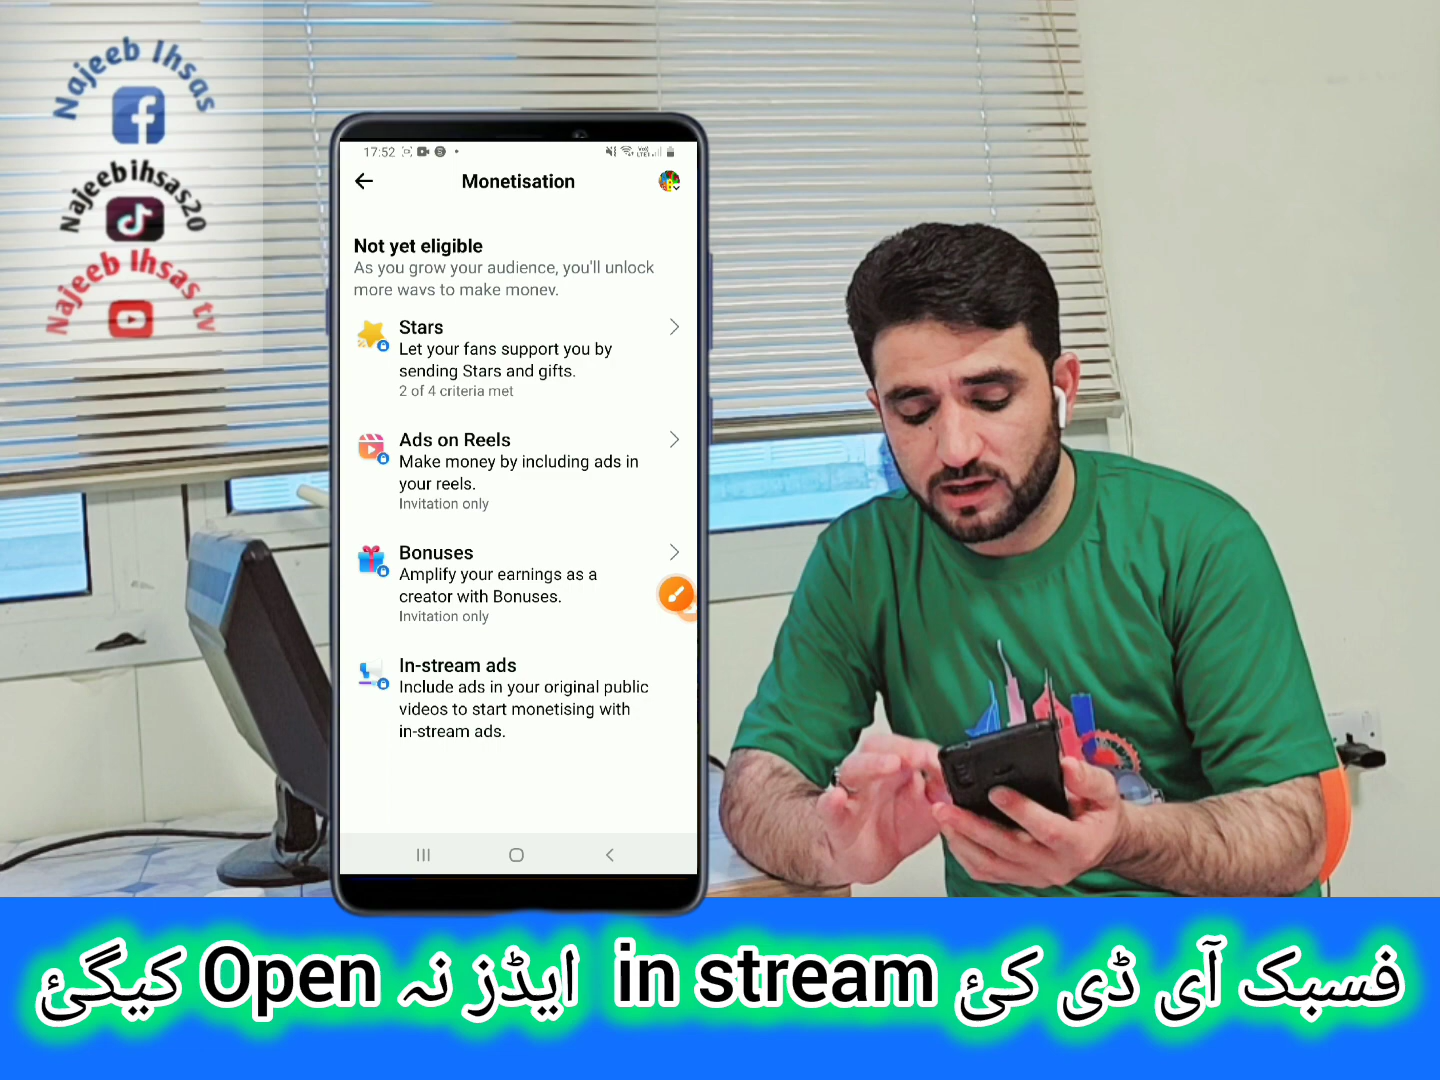 Najeeb Ihsas
Najeebihsas20
Najeeb Ihsas tv
17:52
Monetisation
Not yet eligible
As you grow your audience, you'll unlock
more ways to make money.
Stars
Let your fans support you by
sending Stars and gifts.
2 of 4 criteria met
Ads on Reels
Make money by including ads in
your reels.
Invitation only
Bonuses
Amplify your earnings as a
creator with Bonuses.
Invitation only
In-stream ads
Include ads in your original public
videos to start monetising with
in-stream ads.
فسبک آی ڈی کئ in stream ایڈز نہ Open کیگئ